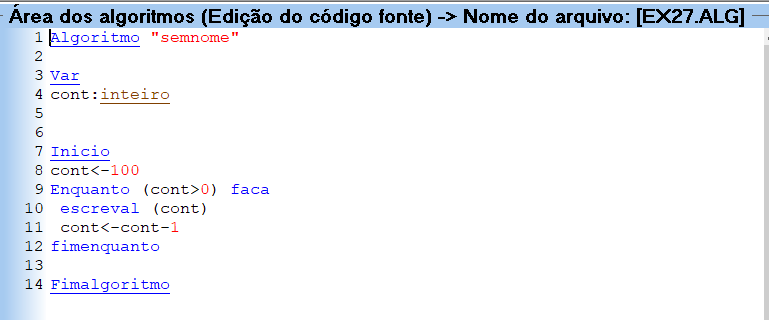 Área dos algoritmos (Edição do código fonte) -> Nome do arquivo: [EX27.ALG]
1 Algoritmo "semnome"
2
3 Var
4 cont:inteiro
5
6
7 Inicio
8 cont<-100
9 Enquanto (cont>0) faca
10  escreval (cont)
11  cont<-cont-1
12 fimenquanto
13
14 Fimalgoritmo